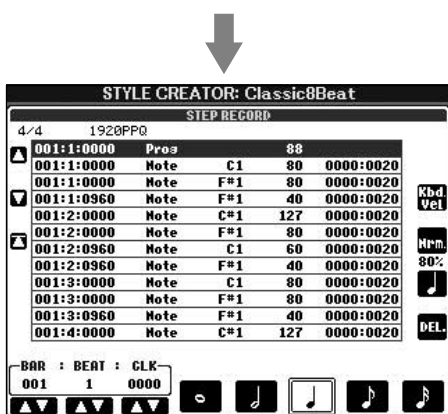 STYLE CREATOR: Classic8Beat
STEP RECORD
4/4 1920PPQ
001:1:0000 Prog 88
001:1:0000 Note C1 80 0000:0020
001:1:0000 Note F#1 80 0000:0020
001:1:0960 Note F#1 40 0000:0020
001:2:0000 Note C#1 127 0000:0020
001:2:0000 Note F#1 80 0000:0020
001:2:0960 Note C1 60 0000:0020
001:2:0960 Note F#1 40 0000:0020
001:3:0000 Note C1 80 0000:0020
001:3:0000 Note F#1 80 0000:0020
001:3:0960 Note F#1 40 0000:0020
001:4:0000 Note C#1 127 0000:0020
Kbd.
Vel
Nrm.
80%
DEL.
BAR : BEAT : CLK
001 1 0000